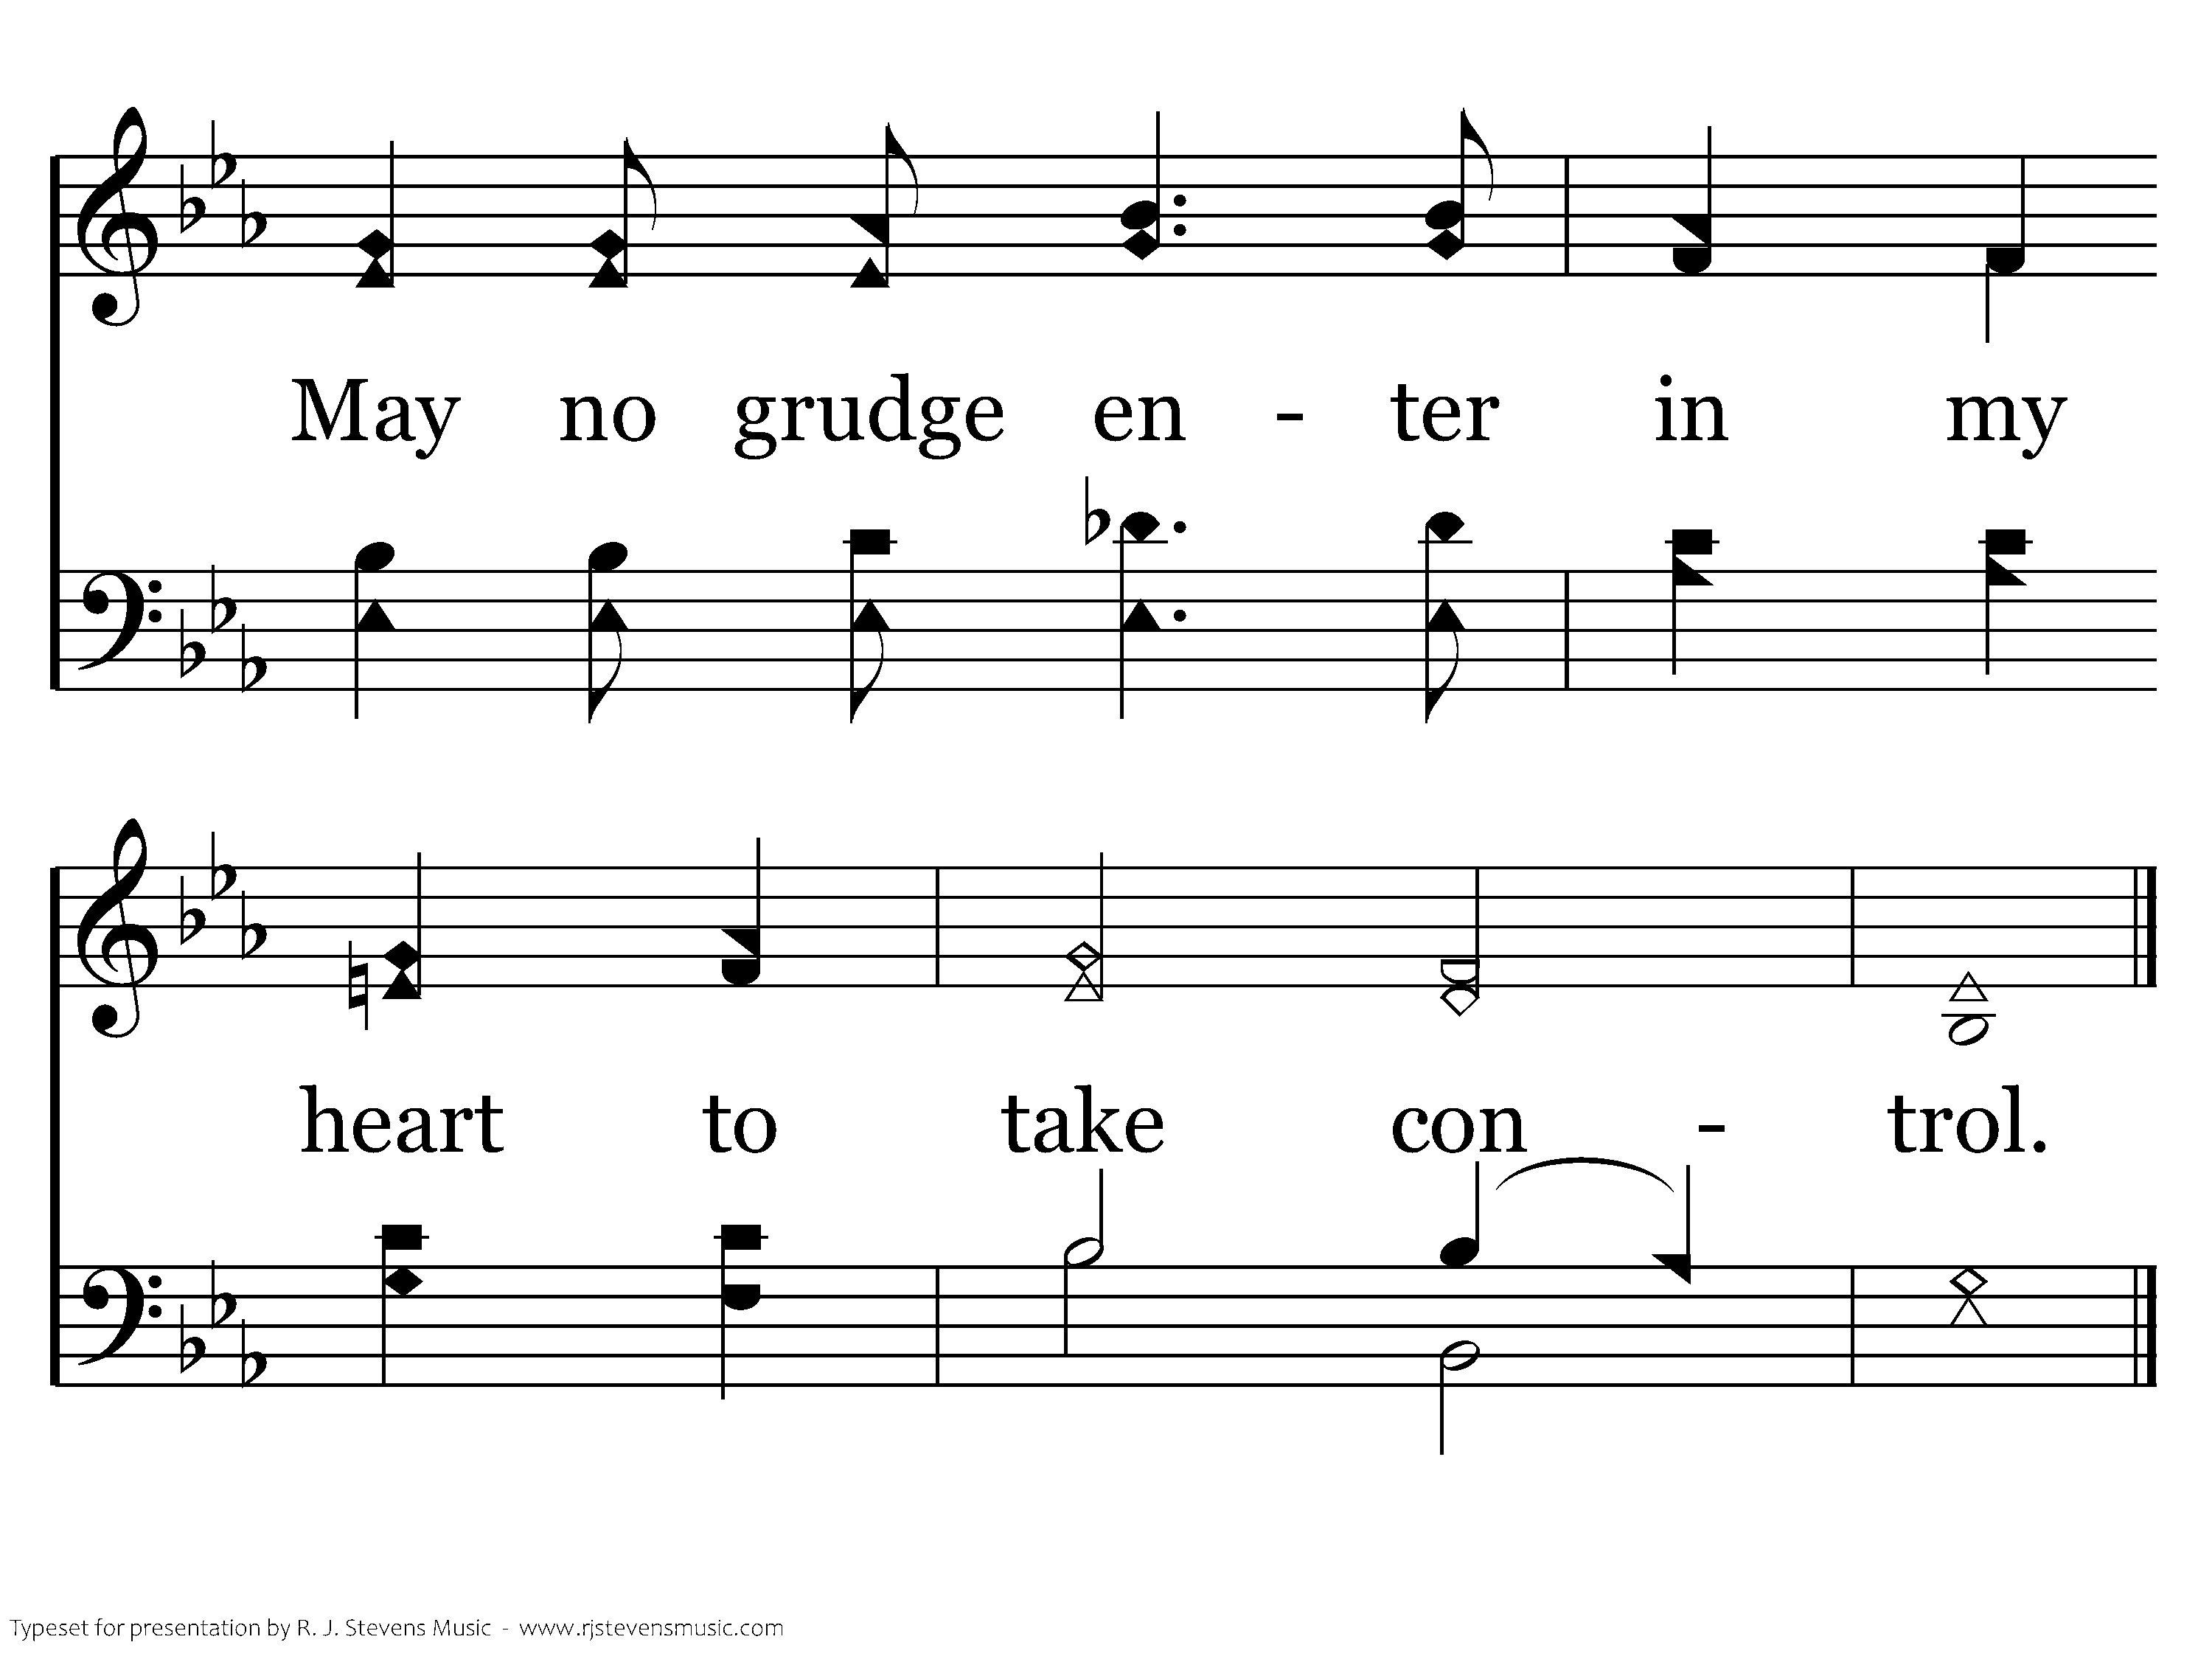 May no grudge en - ter in my
heart to take con - trol.
Typeset for presentation by R. J. Stevens Music - www.rjstevensmusic.com